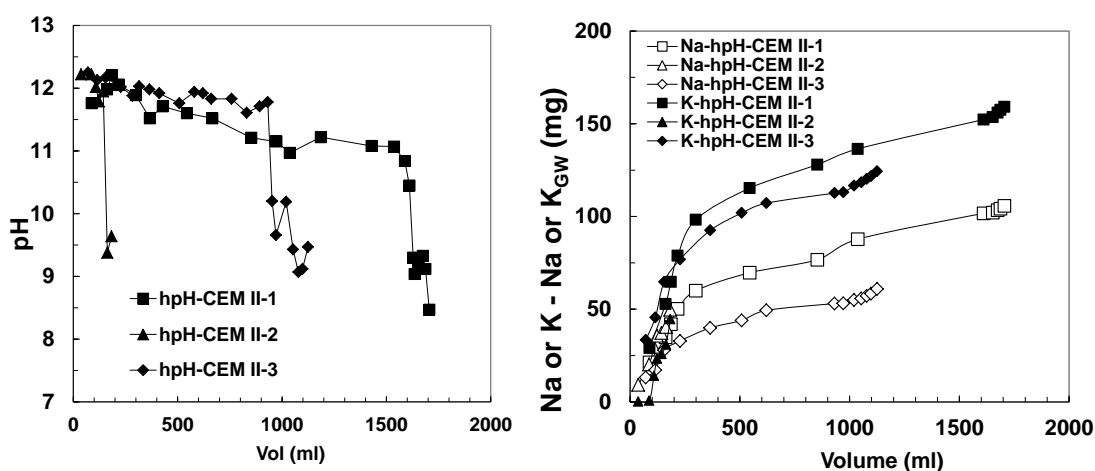 13
12
11
10
9
8
7
pH
0
500
1000
1500
2000
Vol (ml)
hpH-CEM II-1
hpH-CEM II-2
hpH-CEM II-3
200
150
100
50
0
Na or K - Na or K_GW (mg)
Na-hpH-CEM II-1
Na-hpH-CEM II-2
Na-hpH-CEM II-3
K-hpH-CEM II-1
K-hpH-CEM II-2
K-hpH-CEM II-3
0
500
1000
1500
2000
Volume (ml)